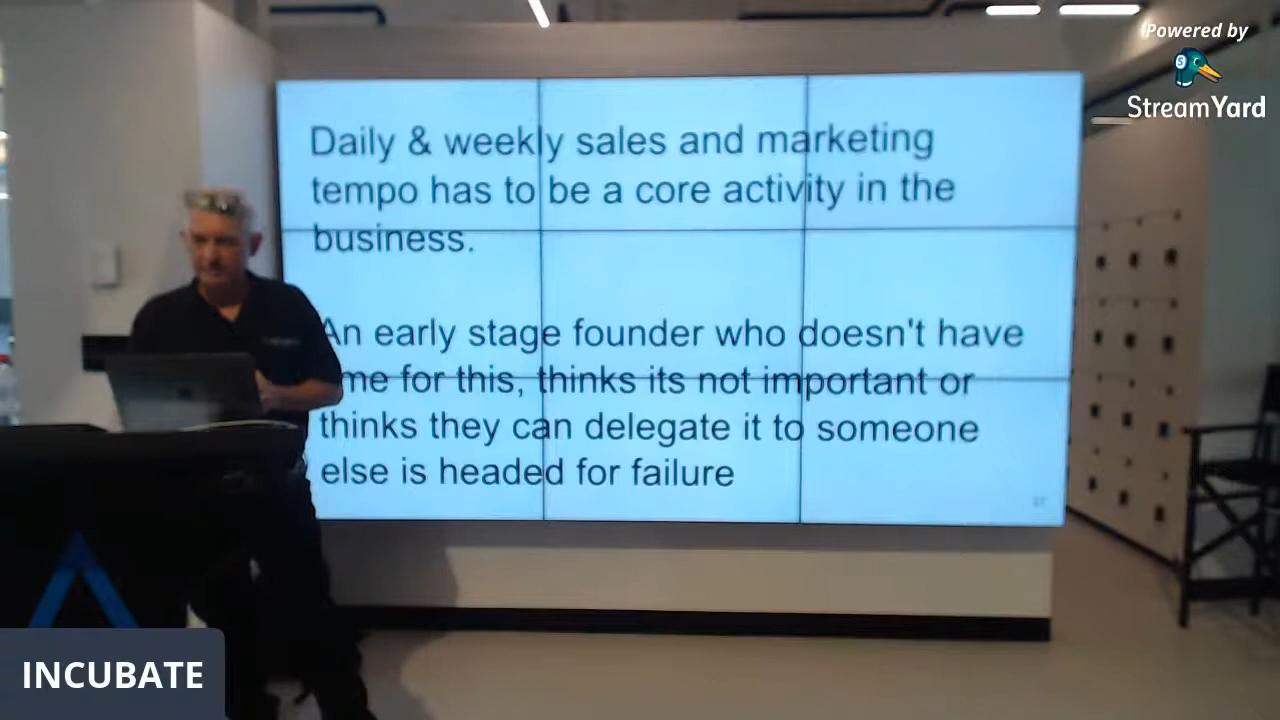 Powered by
StreamYard
Daily & weekly sales and marketing
tempo has to be a core activity in the
business.
An early stage founder who doesn't have
me for this, thinks its not important or
thinks they can delegate it to someone
else is headed for failure
INCUBATE